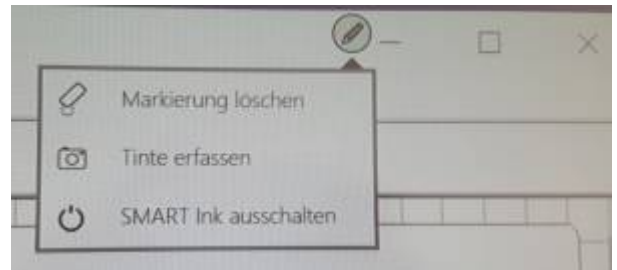 Markierung löschen
Tinte erfassen
SMART Ink ausschalten